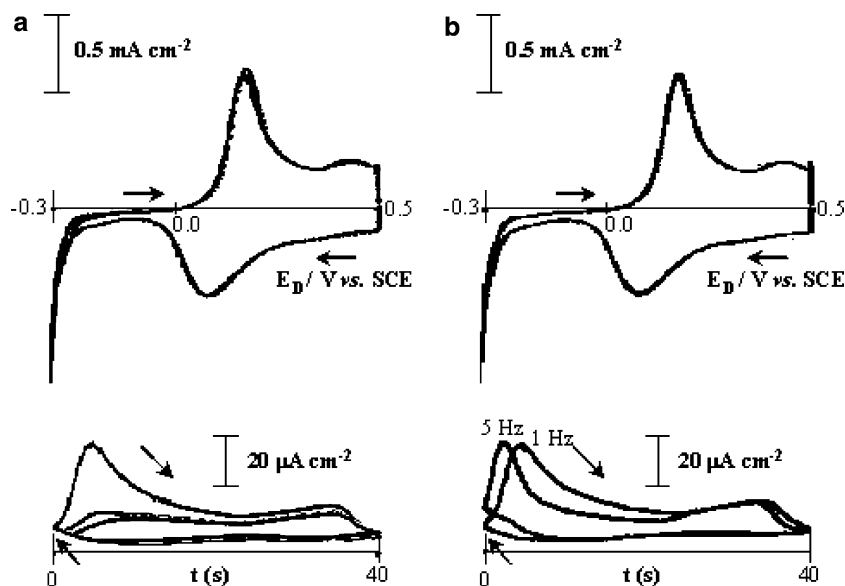 a
0.5 mA cm-2
-0.3
0.0
0.5
ED / V vs. SCE
20 μA cm-2
0
t (s)
40
b
0.5 mA cm-2
-0.3
0.0
0.5
ED / V vs. SCE
5 Hz
1 Hz
20 μA cm-2
0
t (s)
40